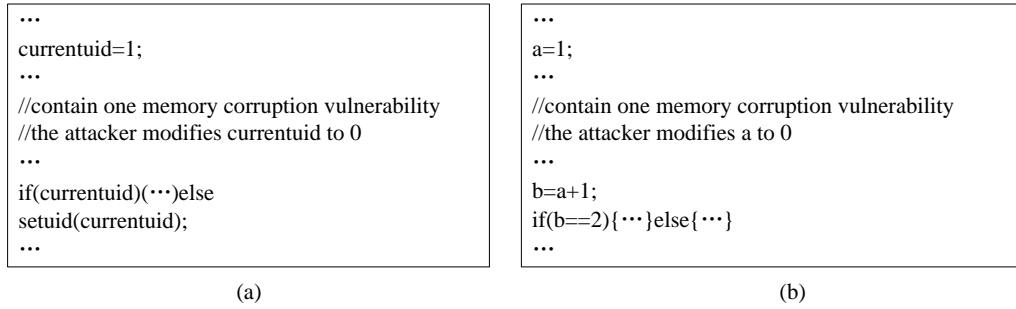 …
currentuid=1;
…
//contain one memory corruption vulnerability
//the attacker modifies currentuid to 0
…
if(currentuid)(…)else
setuid(currentuid);
…
(a)
…
a=1;
…
//contain one memory corruption vulnerability
//the attacker modifies a to 0
…
b=a+1;
if(b==2){…}else{…}
…
(b)